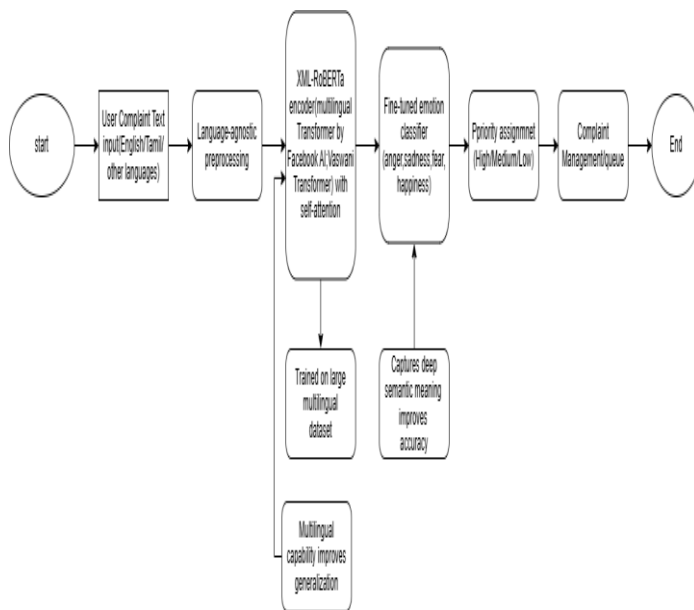 start
User Complaint Text
input(English/Tamil/
other languages)
Language-agnostic
preprocessing
XML-RoBERTa
encoder(multilingual
Transformer by
Facebook AI,Vaswani
Transformer) with
self-attention
Fine-tuned emotion
classifier
(anger,sadness,fear,
happiness)
Ppriority assignmnet
(High/Medium/Low)
Complaint
Management/queue
End
Trained on large
multilingual
dataset
Captures deep
semantic meaning
improves
accuracy
Multilingual
capability improves
generalization